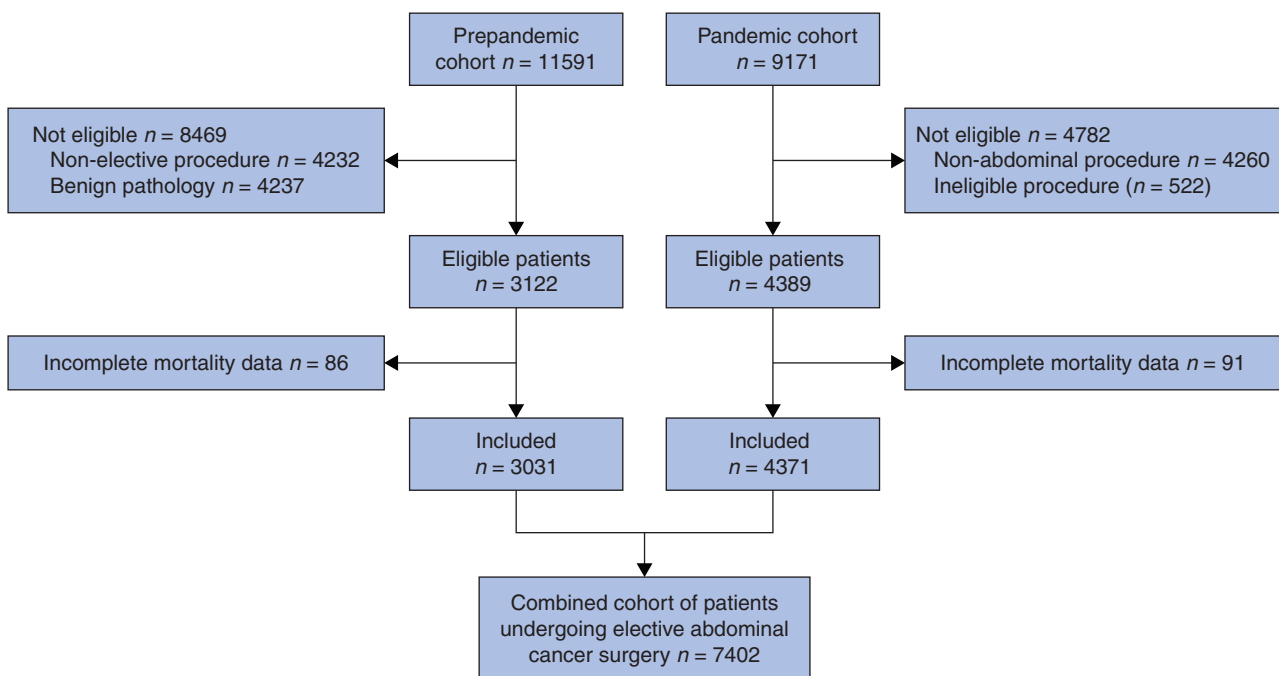 Prepandemic
cohort n = 11591
Pandemic cohort
n = 9171
Not eligible n = 8469
Non-elective procedure n = 4232
Benign pathology n = 4237
Not eligible n = 4782
Non-abdominal procedure n = 4260
Ineligible procedure (n = 522)
Eligible patients
n = 3122
Eligible patients
n = 4389
Incomplete mortality data n = 86
Incomplete mortality data n = 91
Included
n = 3031
Included
n = 4371
Combined cohort of patients
undergoing elective abdominal
cancer surgery n = 7402